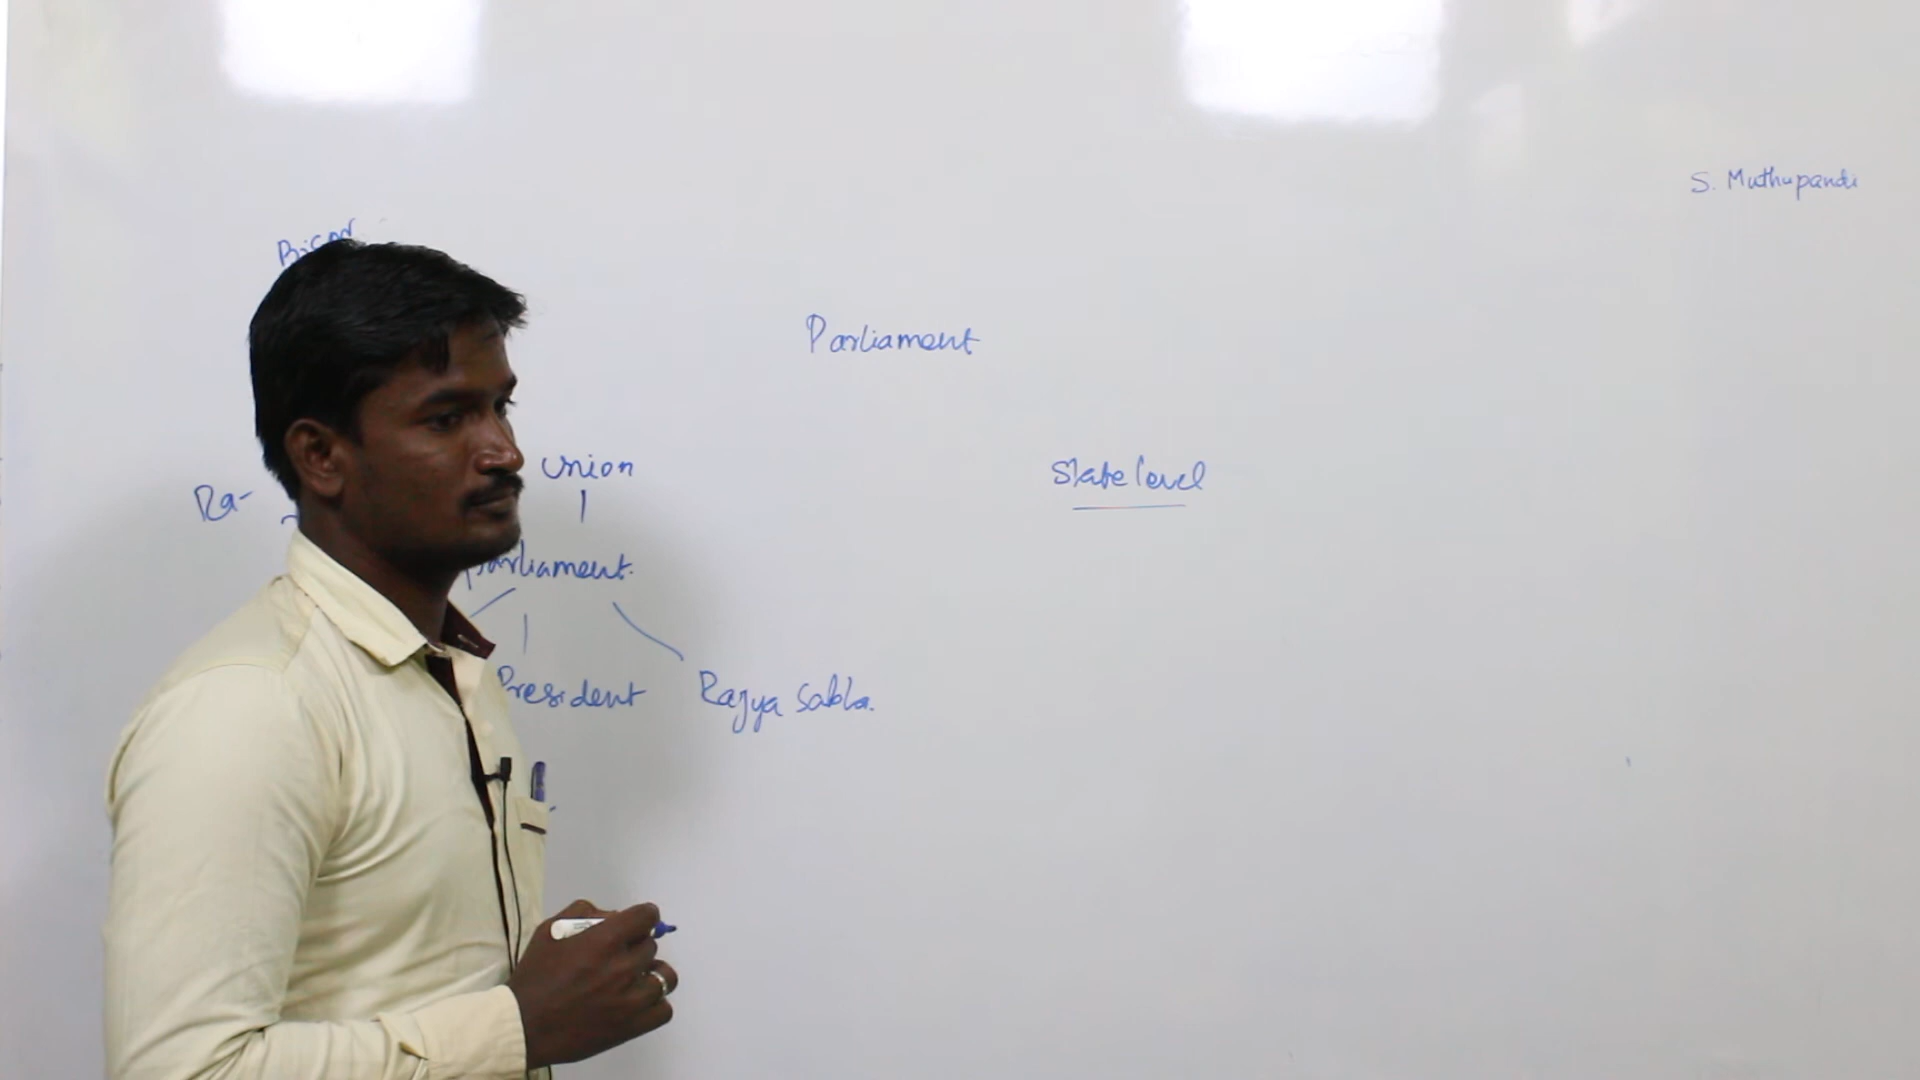 S. Muthupandi
Parliament
Union
State level
Ra-
Parliament.
President
Rajya Sabha.